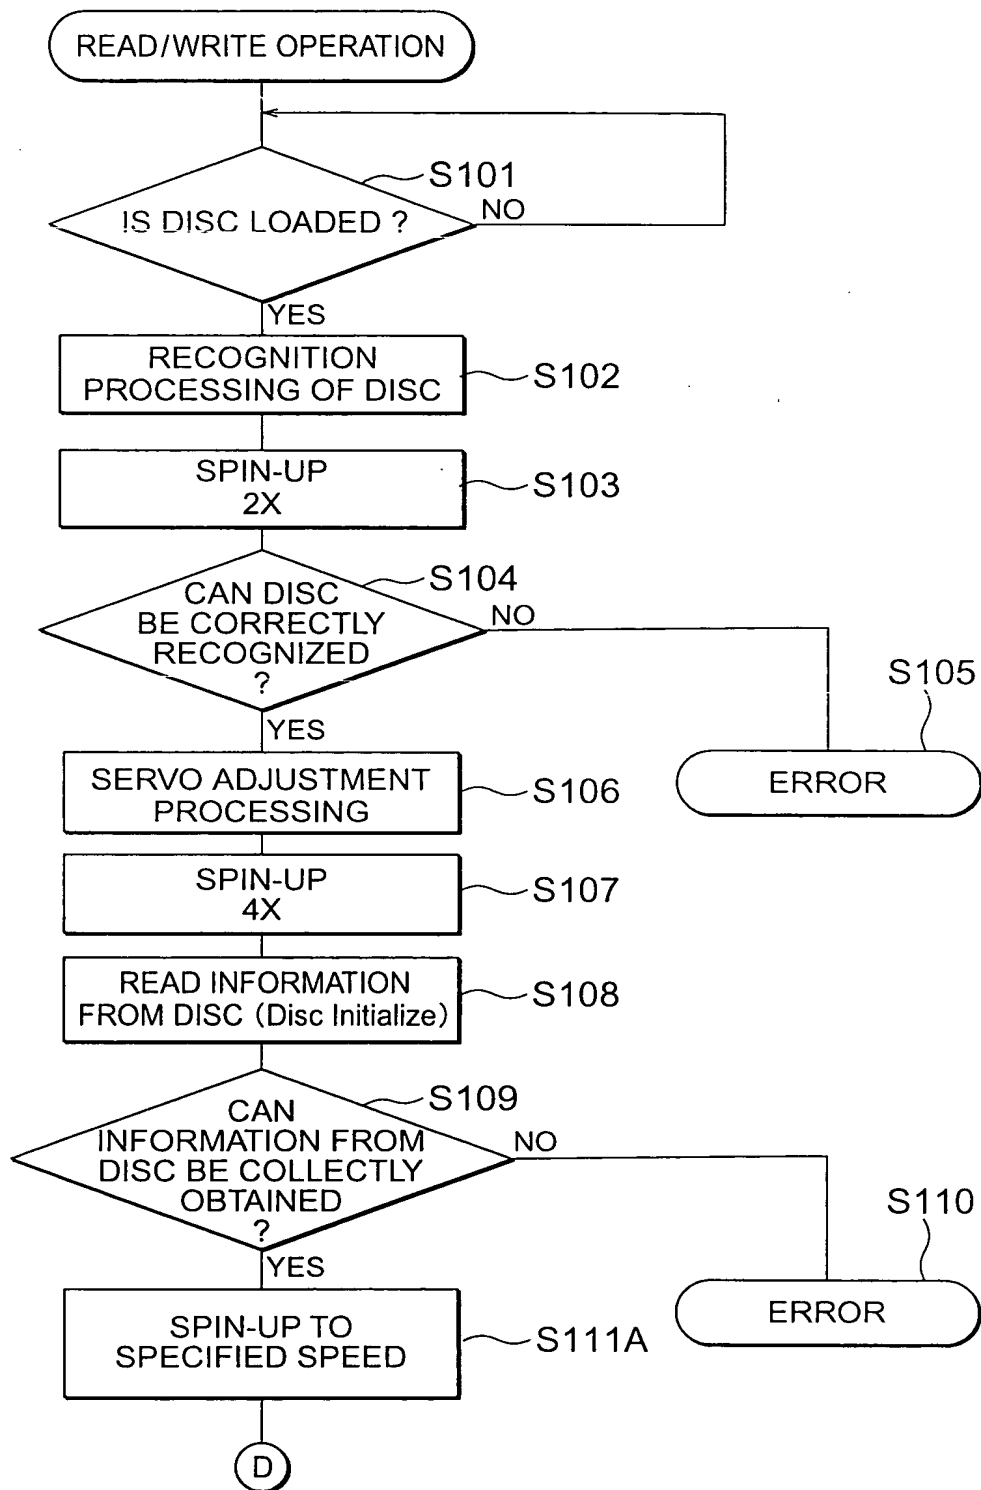 READ/WRITE OPERATION
S101
IS DISC LOADED ?
NO
YES
RECOGNITION
PROCESSING OF DISC
S102
SPIN-UP
2X
S103
S104
CAN DISC
BE CORRECTLY
RECOGNIZED
?
NO
YES
S105
ERROR
SERVO ADJUSTMENT
PROCESSING
S106
SPIN-UP
4X
S107
READ INFORMATION
FROM DISC (Disc Initialize)
S108
S109
CAN
INFORMATION FROM
DISC BE COLLECTLY
OBTAINED
?
NO
YES
S110
ERROR
SPIN-UP TO
SPECIFIED SPEED
S111A
D